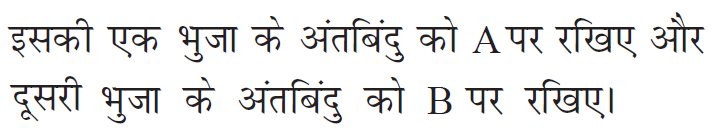 इसकी एक भुजा के अंतबिंदु को A पर रखिए और
दूसरी भुजा के अंतबिंदु को B पर रखिए।